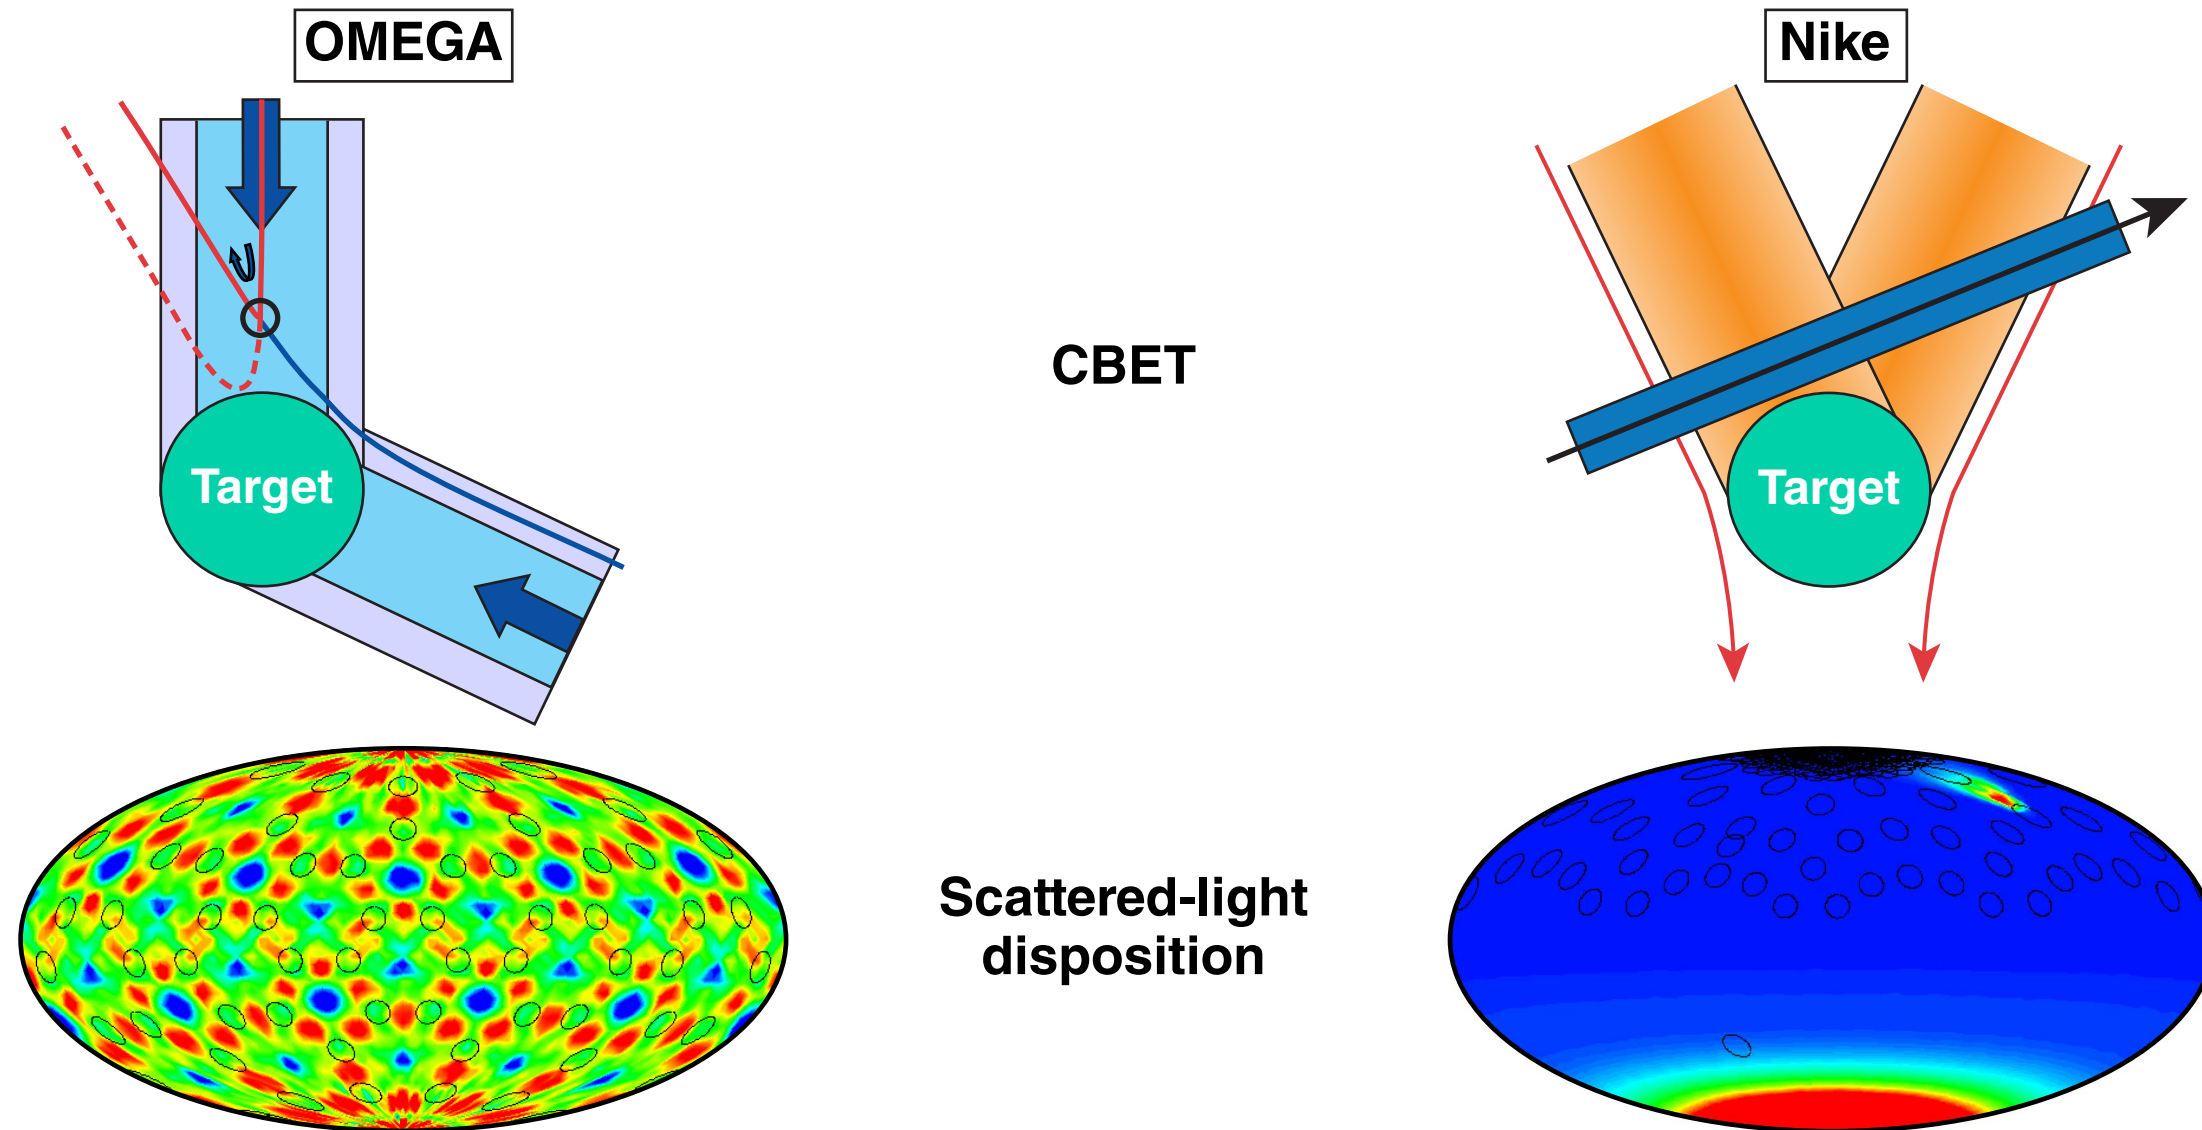 OMEGA
Nike
CBET
Target
Target
Scattered-light
disposition